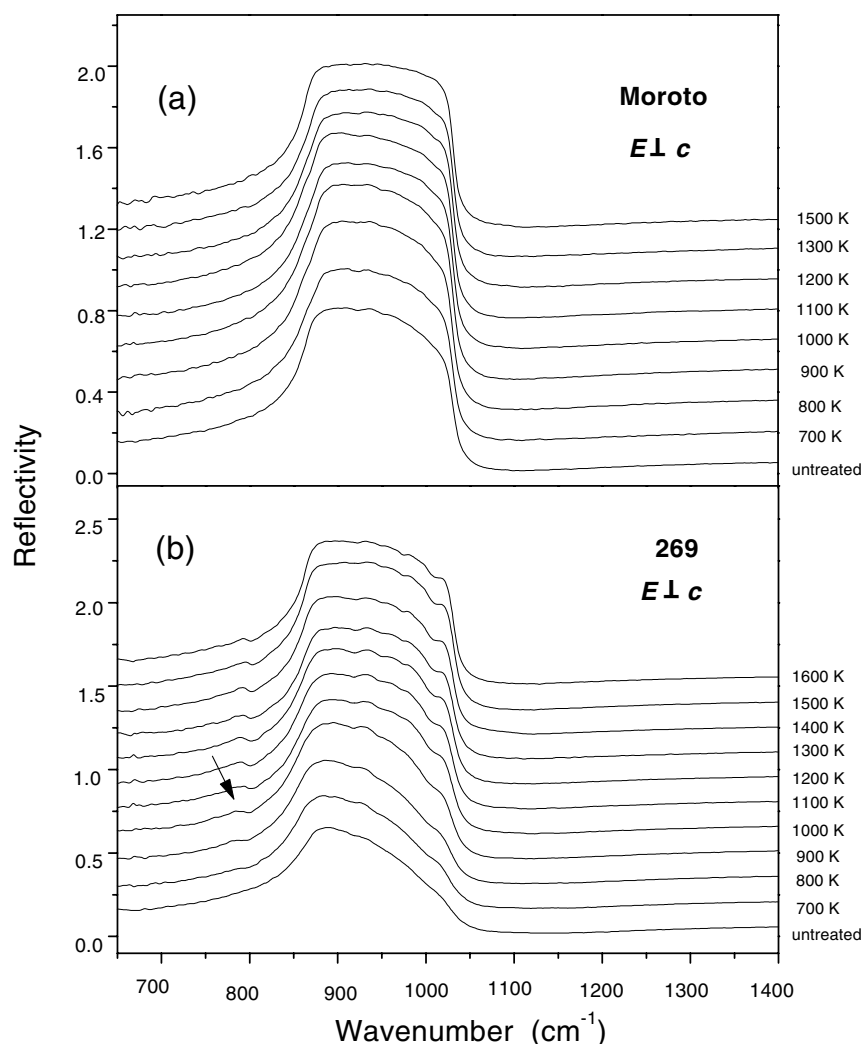 (a)
Moroto
E ⊥ c
2.0
1.6
1.2
0.8
0.4
0.0
1500 K
1300 K
1200 K
1100 K
1000 K
900 K
800 K
700 K
untreated
Reflectivity
(b)
269
E ⊥ c
2.5
2.0
1.5
1.0
0.5
0.0
1600 K
1500 K
1400 K
1300 K
1200 K
1100 K
1000 K
900 K
800 K
700 K
untreated
700 800 900 1000 1100 1200 1300 1400
Wavenumber (cm⁻¹)